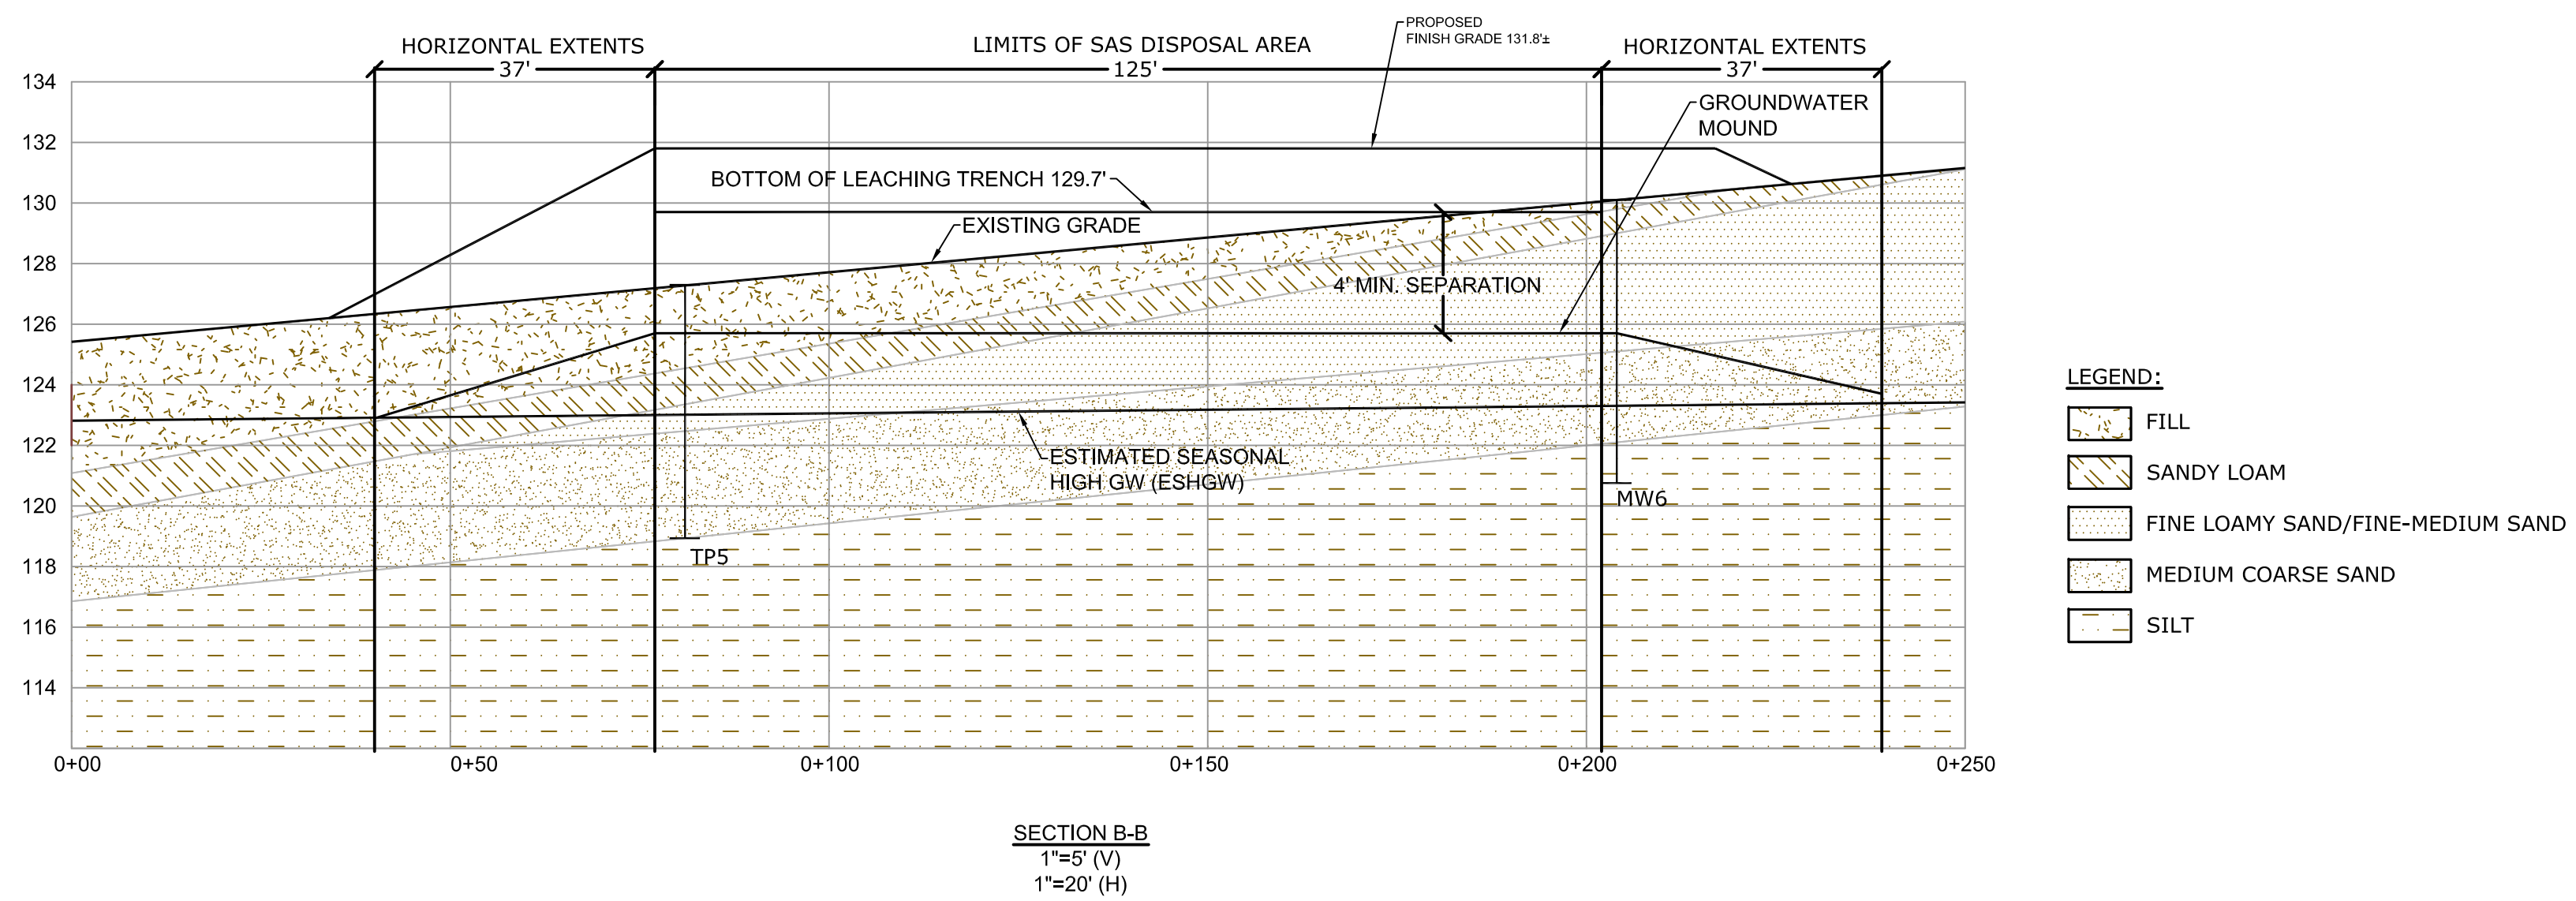 PROPOSED
FINISH GRADE 131.8'±
HORIZONTAL EXTENTS
37'
LIMITS OF SAS DISPOSAL AREA
125'
HORIZONTAL EXTENTS
37'
134
132
130
128
126
124
122
120
118
116
114
GROUNDWATER
MOUND
BOTTOM OF LEACHING TRENCH 129.7'
EXISTING GRADE
4' MIN. SEPARATION
ESTIMATED SEASONAL
HIGH GW (ESHGW)
MW6
TP5
0+00
0+50
0+100
0+150
0+200
0+250
LEGEND:
FILL
SANDY LOAM
FINE LOAMY SAND/FINE-MEDIUM SAND
MEDIUM COARSE SAND
SILT
SECTION B-B
1"=5' (V)
1"=20' (H)